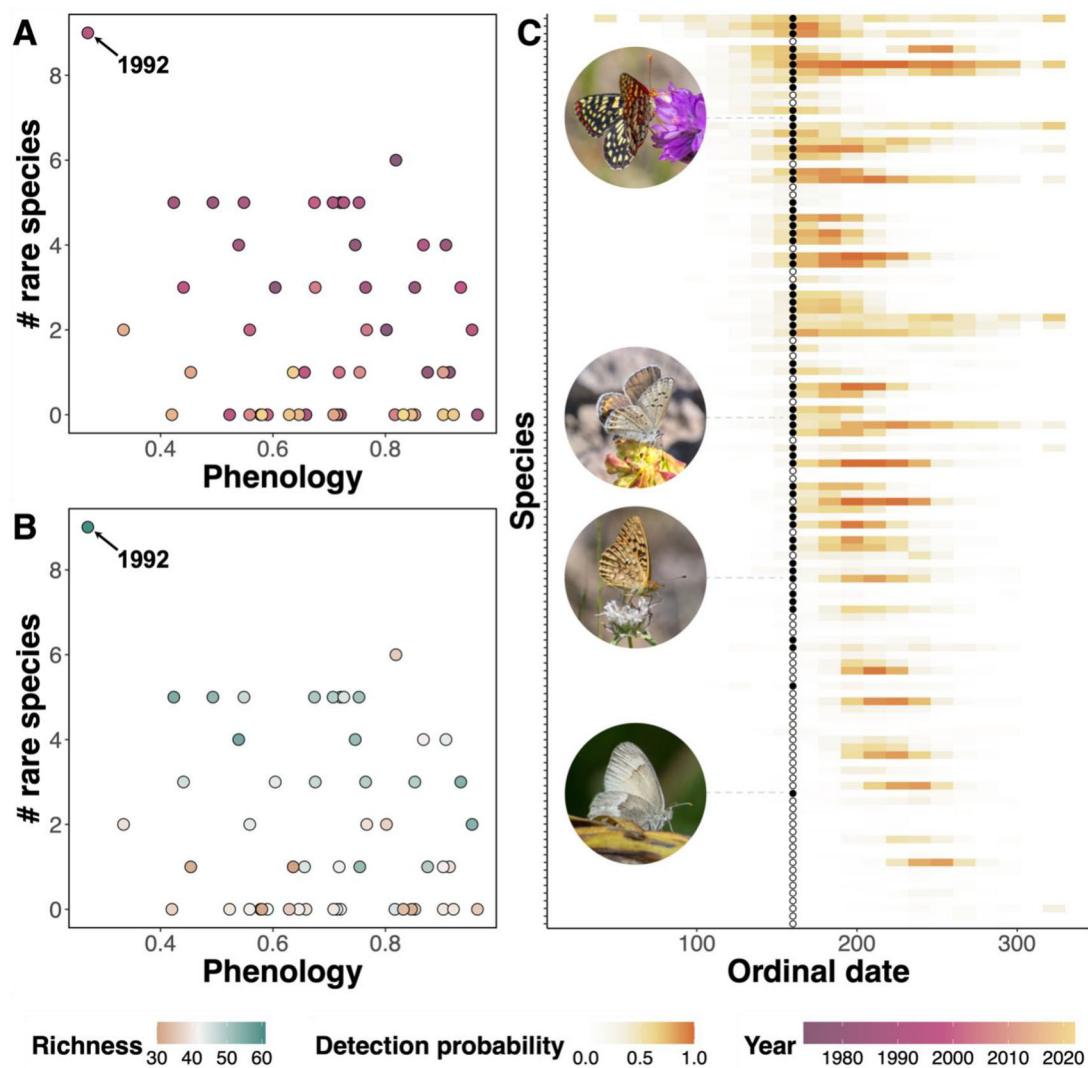 A
1992
# rare species
8
6
4
2
0
0.4 0.6 0.8
Phenology
B
1992
# rare species
8
6
4
2
0
0.4 0.6 0.8
Phenology
C
Species
100 200 300
Ordinal date
Richness
30 40 50 60
Detection probability
0.0 0.5 1.0
Year
1980 1990 2000 2010 2020